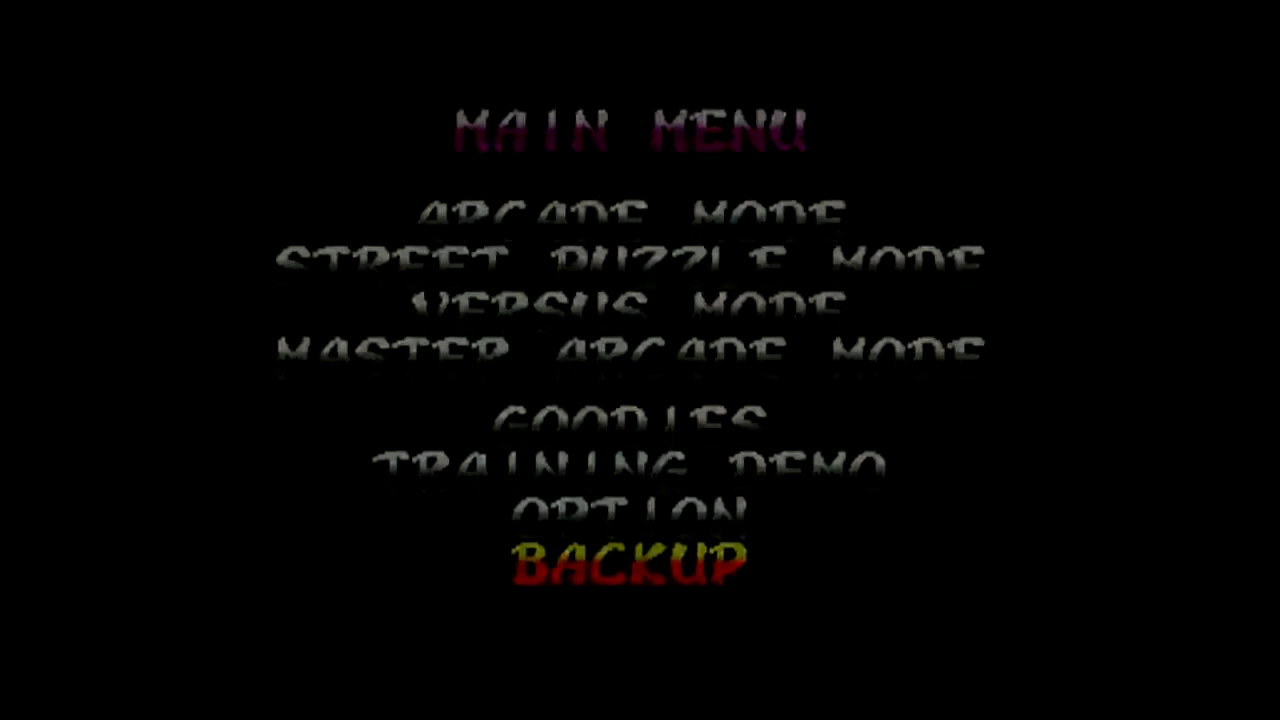 MAIN MENU
ARCADE MODE
STREET PUZZLE MODE
VERSUS MODE
MASTER ARCADE MODE
GOODIES
TRAINING DEMO
OPTION
BACKUP